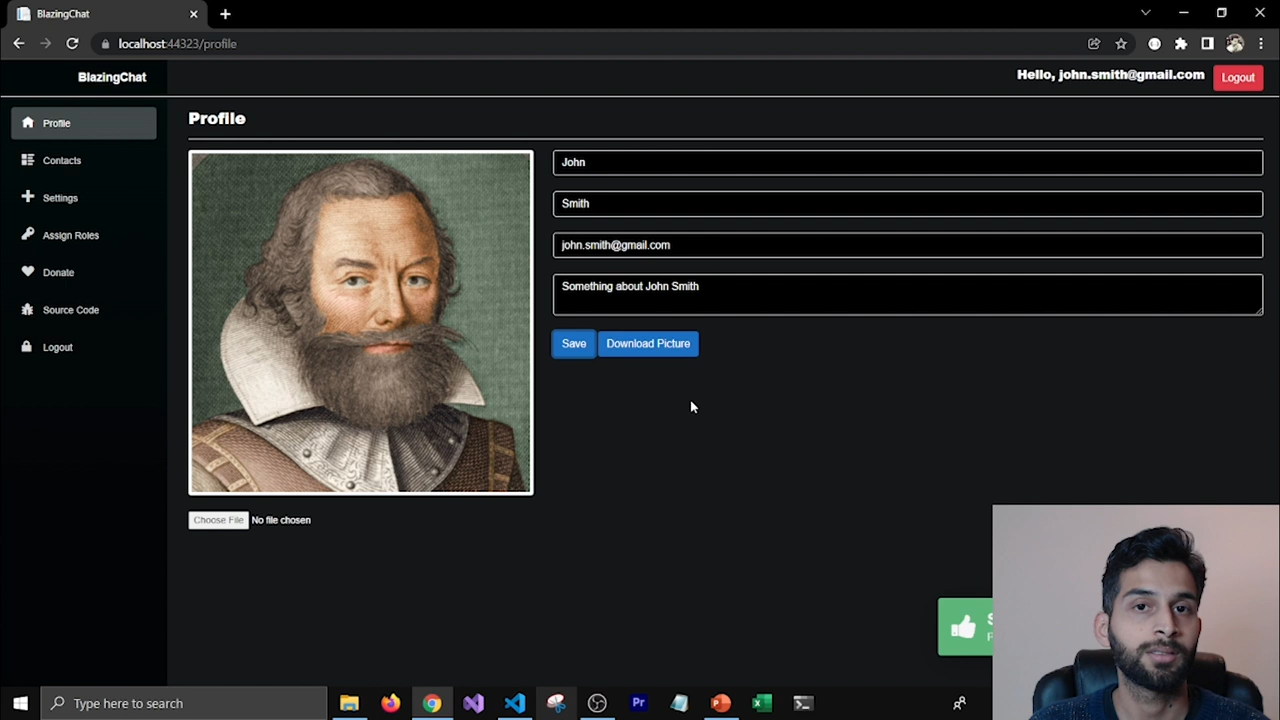 BlazingChat
localhost:44323/profile
BlazingChat
Hello, john.smith@gmail.com
Logout
Profile
Contacts
Settings
Assign Roles
Donate
Source Code
Logout
Profile
John
Smith
john.smith@gmail.com
Something about John Smith
Save
Download Picture
Choose File No file chosen
Type here to search
Pr